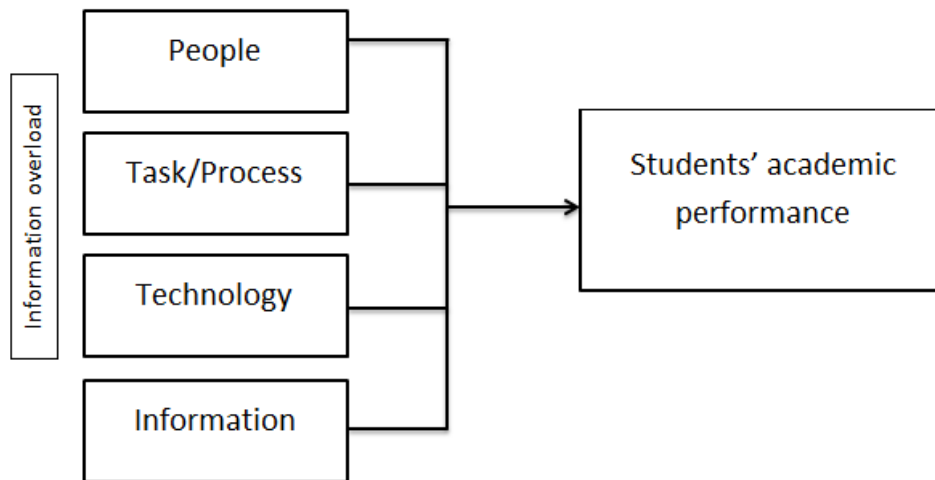 Information overload
People
Task/Process
Technology
Information
Students’ academic
performance